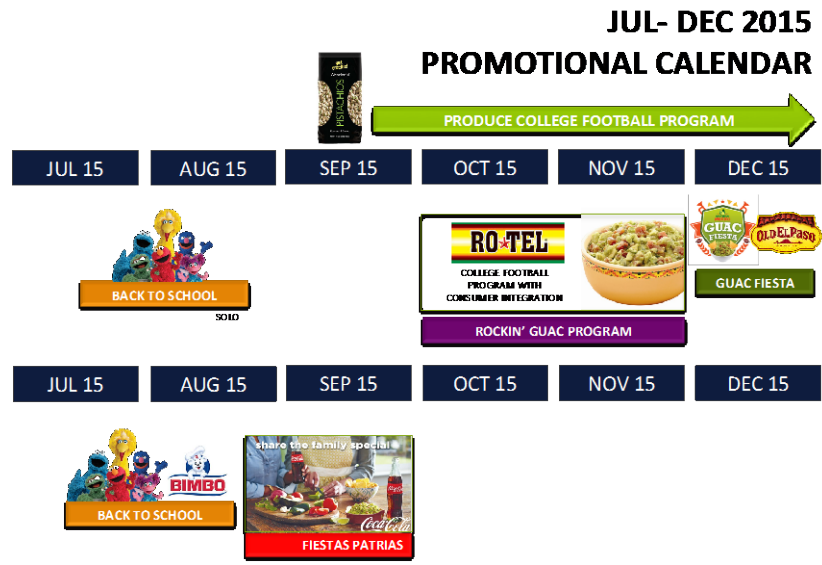 JUL- DEC 2015
PROMOTIONAL CALENDAR
PISTACHIOS
PRODUCE COLLEGE FOOTBALL PROGRAM
JUL 15
AUG 15
SEP 15
OCT 15
NOV 15
DEC 15
BACK TO SCHOOL
SOLO
RO★TEL
COLLEGE FOOTBALL
PROGRAM WITH
CONSUMER INTEGRATION
ROCKIN’ GUAC PROGRAM
GUAC
FIESTA
OLD EL PASO
GUAC FIESTA
JUL 15
AUG 15
SEP 15
OCT 15
NOV 15
DEC 15
BIMBO
BACK TO SCHOOL
share the family special
Coca-Cola
FIESTAS PATRIAS